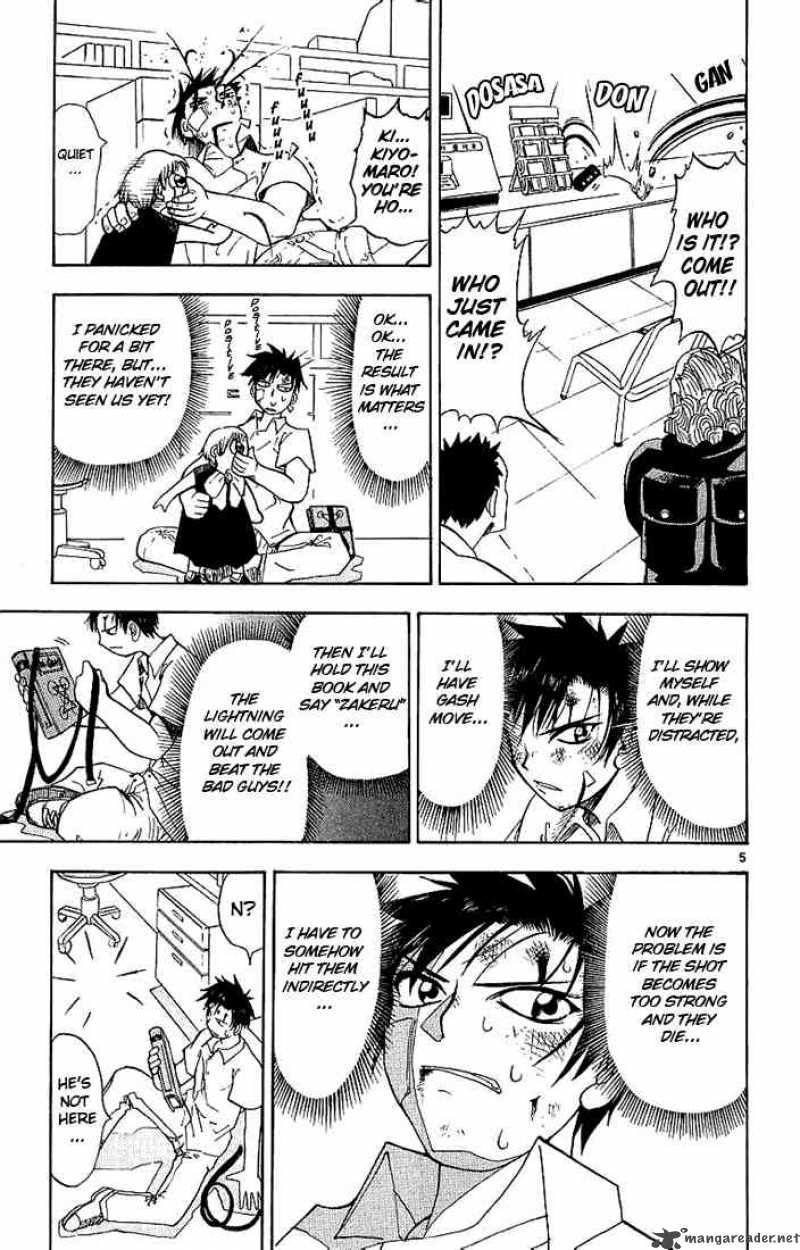 GAN
DON
DOSASA
WHO
IS IT!?
COME
OUT!!
WHO
JUST
CAME
IN!?
KI...
KIYO-
MARO!
YOU'RE
HO...
fuuuu
fuuuu
QUIET
...
OK...
OK...
THE
RESULT
IS WHAT
MATTERS
...
positive
positive
I PANICKED
FOR A BIT
THERE, BUT...
THEY HAVEN'T
SEEN US YET!
I'LL SHOW
MYSELF
AND, WHILE
THEY'RE
DISTRACTED,
I'LL
HAVE
GASH
MOVE...
THEN I'LL
HOLD THIS
BOOK AND
SAY "ZAKERU"
...
THE
LIGHTNING
WILL COME
OUT AND
BEAT THE
BAD GUYS!!
5
NOW THE
PROBLEM IS
IF THE SHOT
BECOMES
TOO STRONG
AND THEY
DIE...
I HAVE TO
SOMEHOW
HIT THEM
INDIRECTLY
...
N?
HE'S
NOT
HERE
...
mangareader.net